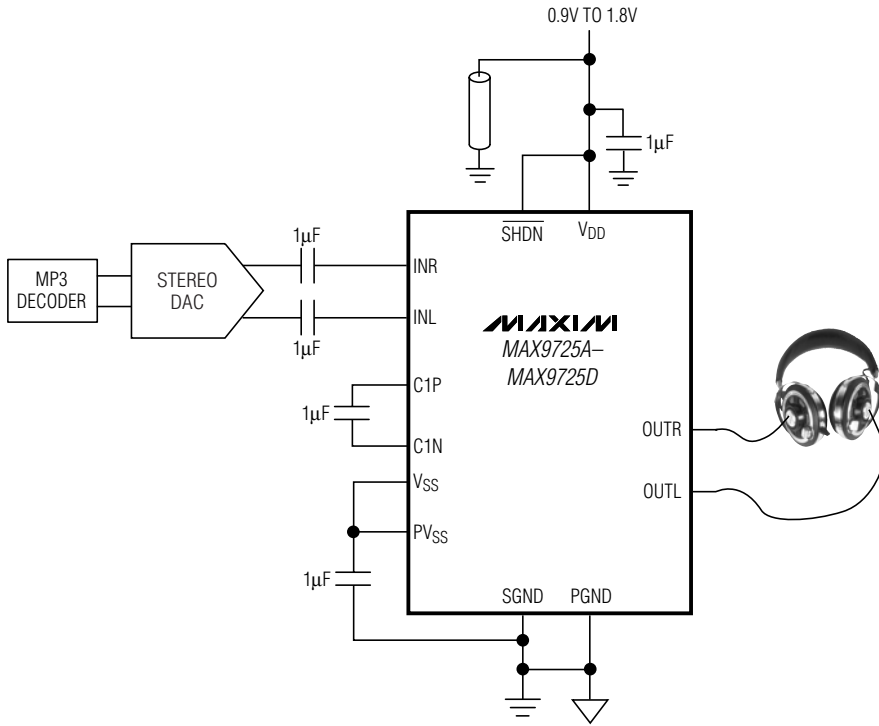 0.9V TO 1.8V
1µF
SHDN
VDD
1µF
MP3
DECODER
STEREO
DAC
INR
INL
1µF
MAXIM
MAX9725A–
MAX9725D
C1P
1µF
C1N
OUTR
VSS
OUTL
PVSS
1µF
SGND
PGND